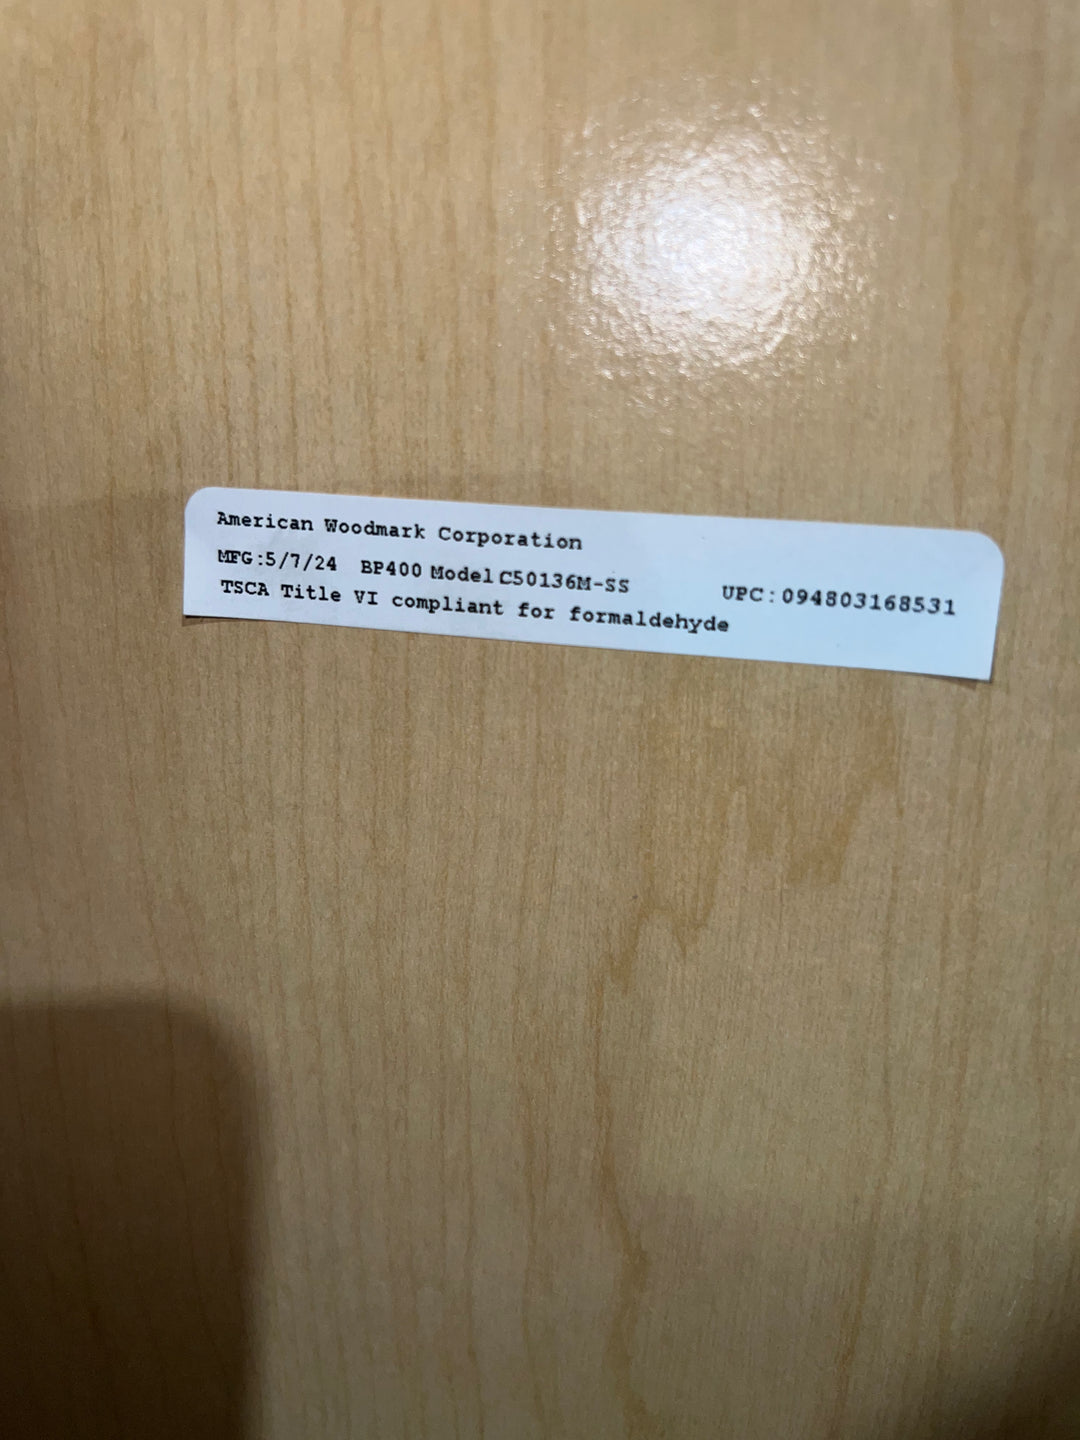 American Woodmark Corporation
MFG:5/7/24 BP400 Model C50136M-SS UPC:094803168531
TSCA Title VI compliant for formaldehyde